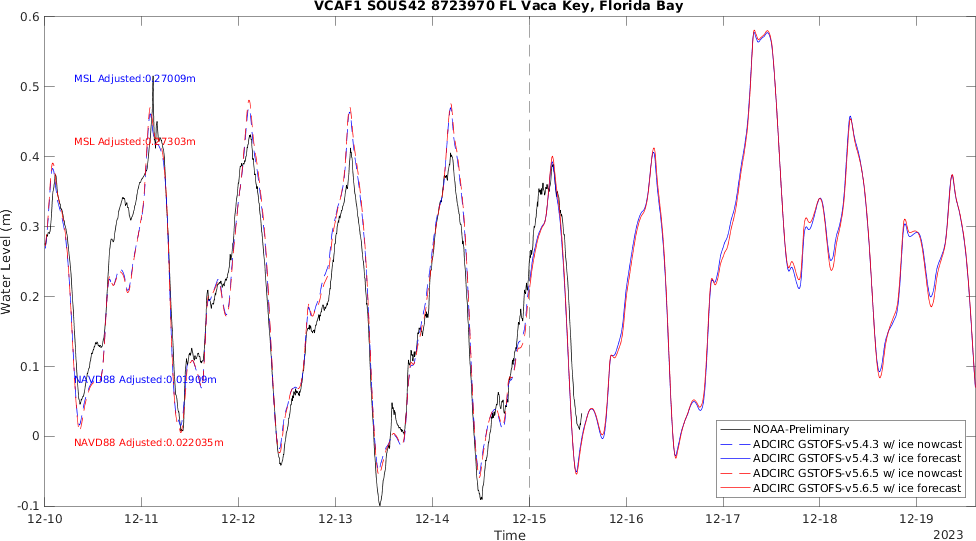 VCAF1 SOUS42 8723970 FL Vaca Key, Florida Bay
Water Level (m)
0.6
0.5
0.4
0.3
0.2
0.1
0
-0.1
MSL Adjusted:0.27009m
MSL Adjusted:0.27303m
NAVD88 Adjusted:0.01909m
NAVD88 Adjusted:0.022035m
NOAA-Preliminary
ADCIRC GSTOFS-v5.4.3 w/ ice nowcast
ADCIRC GSTOFS-v5.4.3 w/ ice forecast
ADCIRC GSTOFS-v5.6.5 w/ ice nowcast
ADCIRC GSTOFS-v5.6.5 w/ ice forecast
12-10 12-11 12-12 12-13 12-14 12-15 12-16 12-17 12-18 12-19
Time
2023